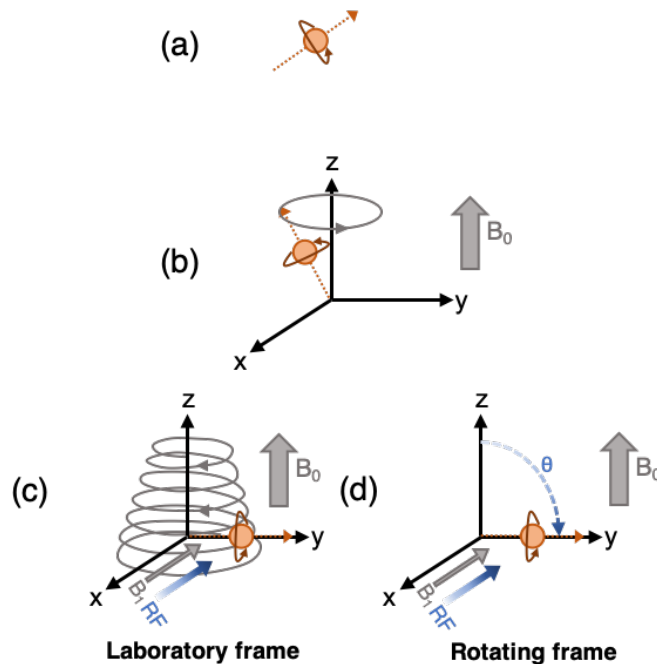 (a)
(b)
z
y
x
B₀
(c)
z
y
x
B₀
B₁
RF
Laboratory frame
(d)
z
θ
y
x
B₀
B₁
RF
Rotating frame